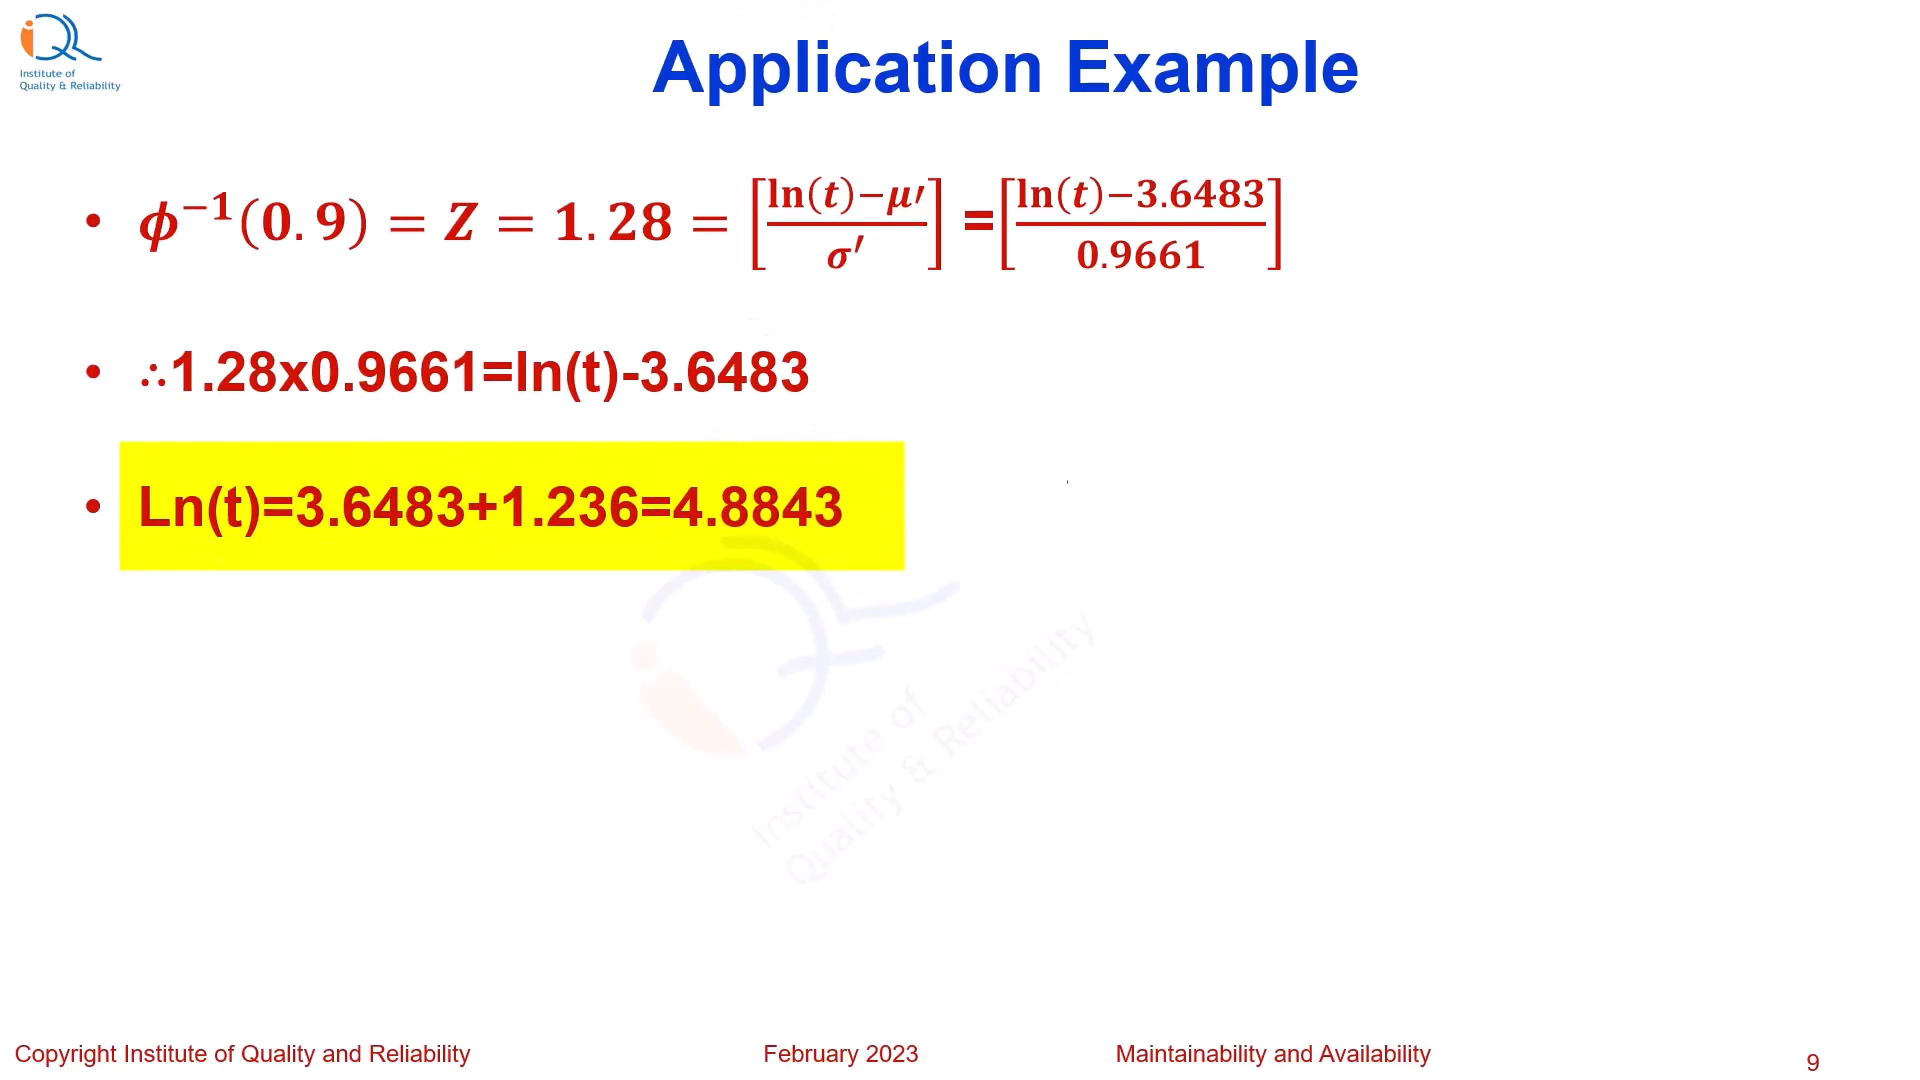 iQR
Institute of
Quality & Reliability
Application Example
• ϕ⁻¹(0.9) = Z = 1.28 = [(ln(t)−μ′)/σ′] =[(ln(t)−3.6483)/0.9661]
• ∴1.28x0.9661=ln(t)-3.6483
• Ln(t)=3.6483+1.236=4.8843
Institute of
Quality & Reliability
Copyright Institute of Quality and Reliability
February 2023
Maintainability and Availability
9